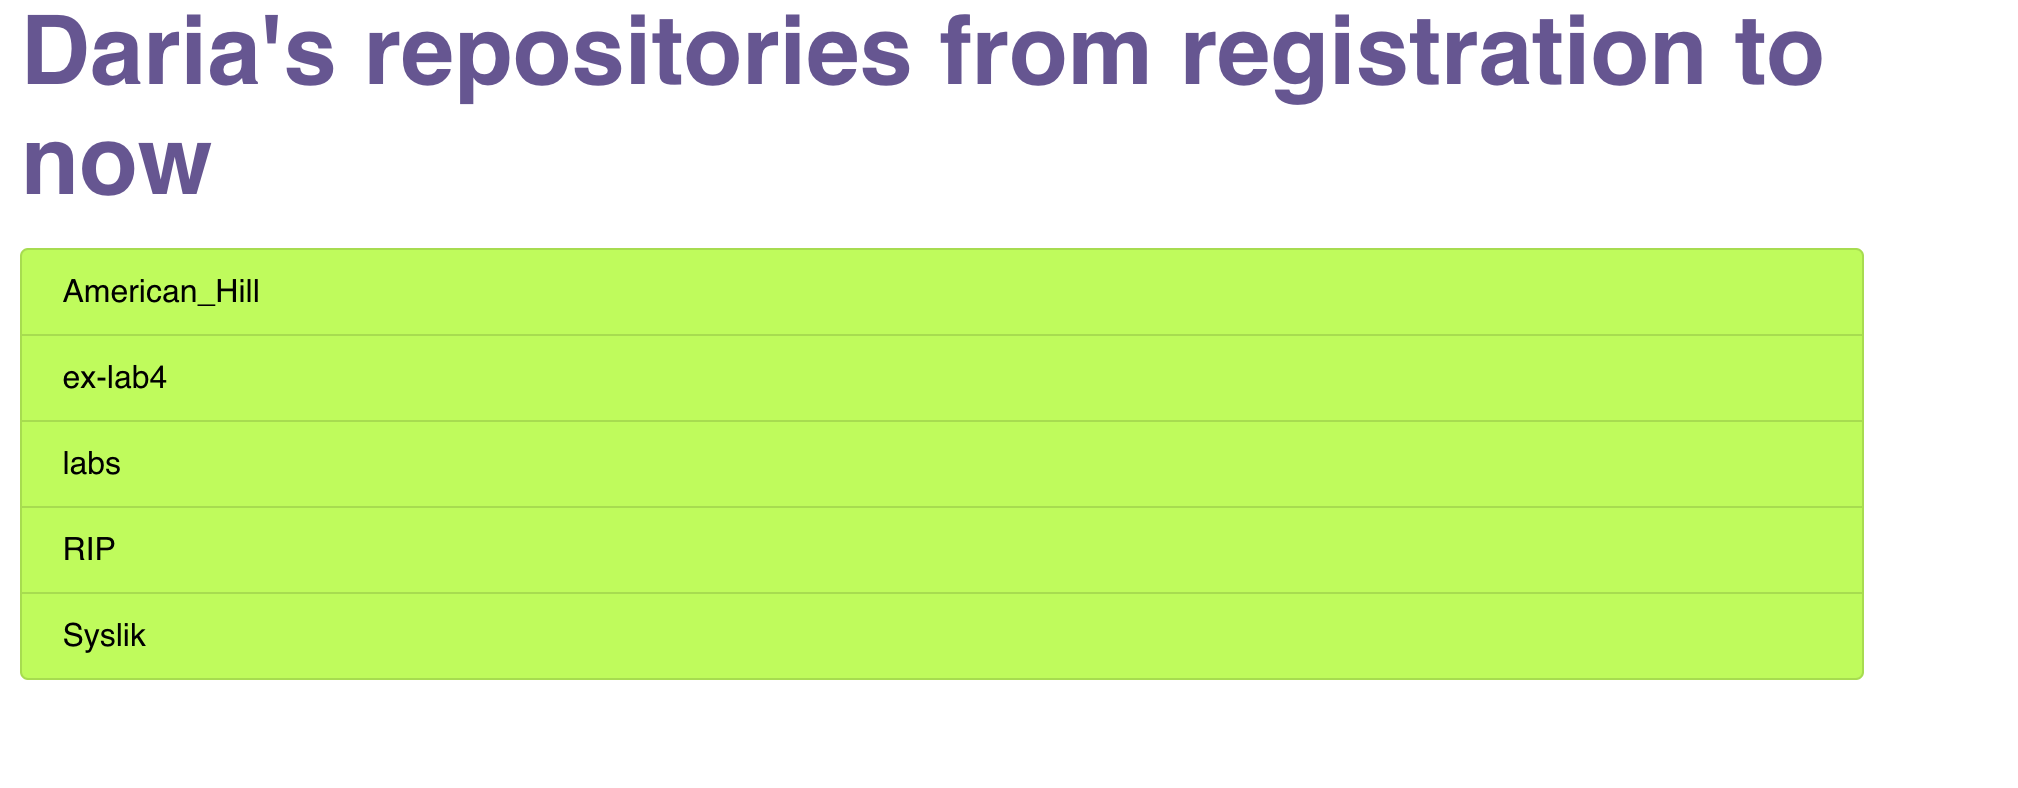 Daria's repositories from registration to
now
American_Hill
ex-lab4
labs
RIP
Syslik